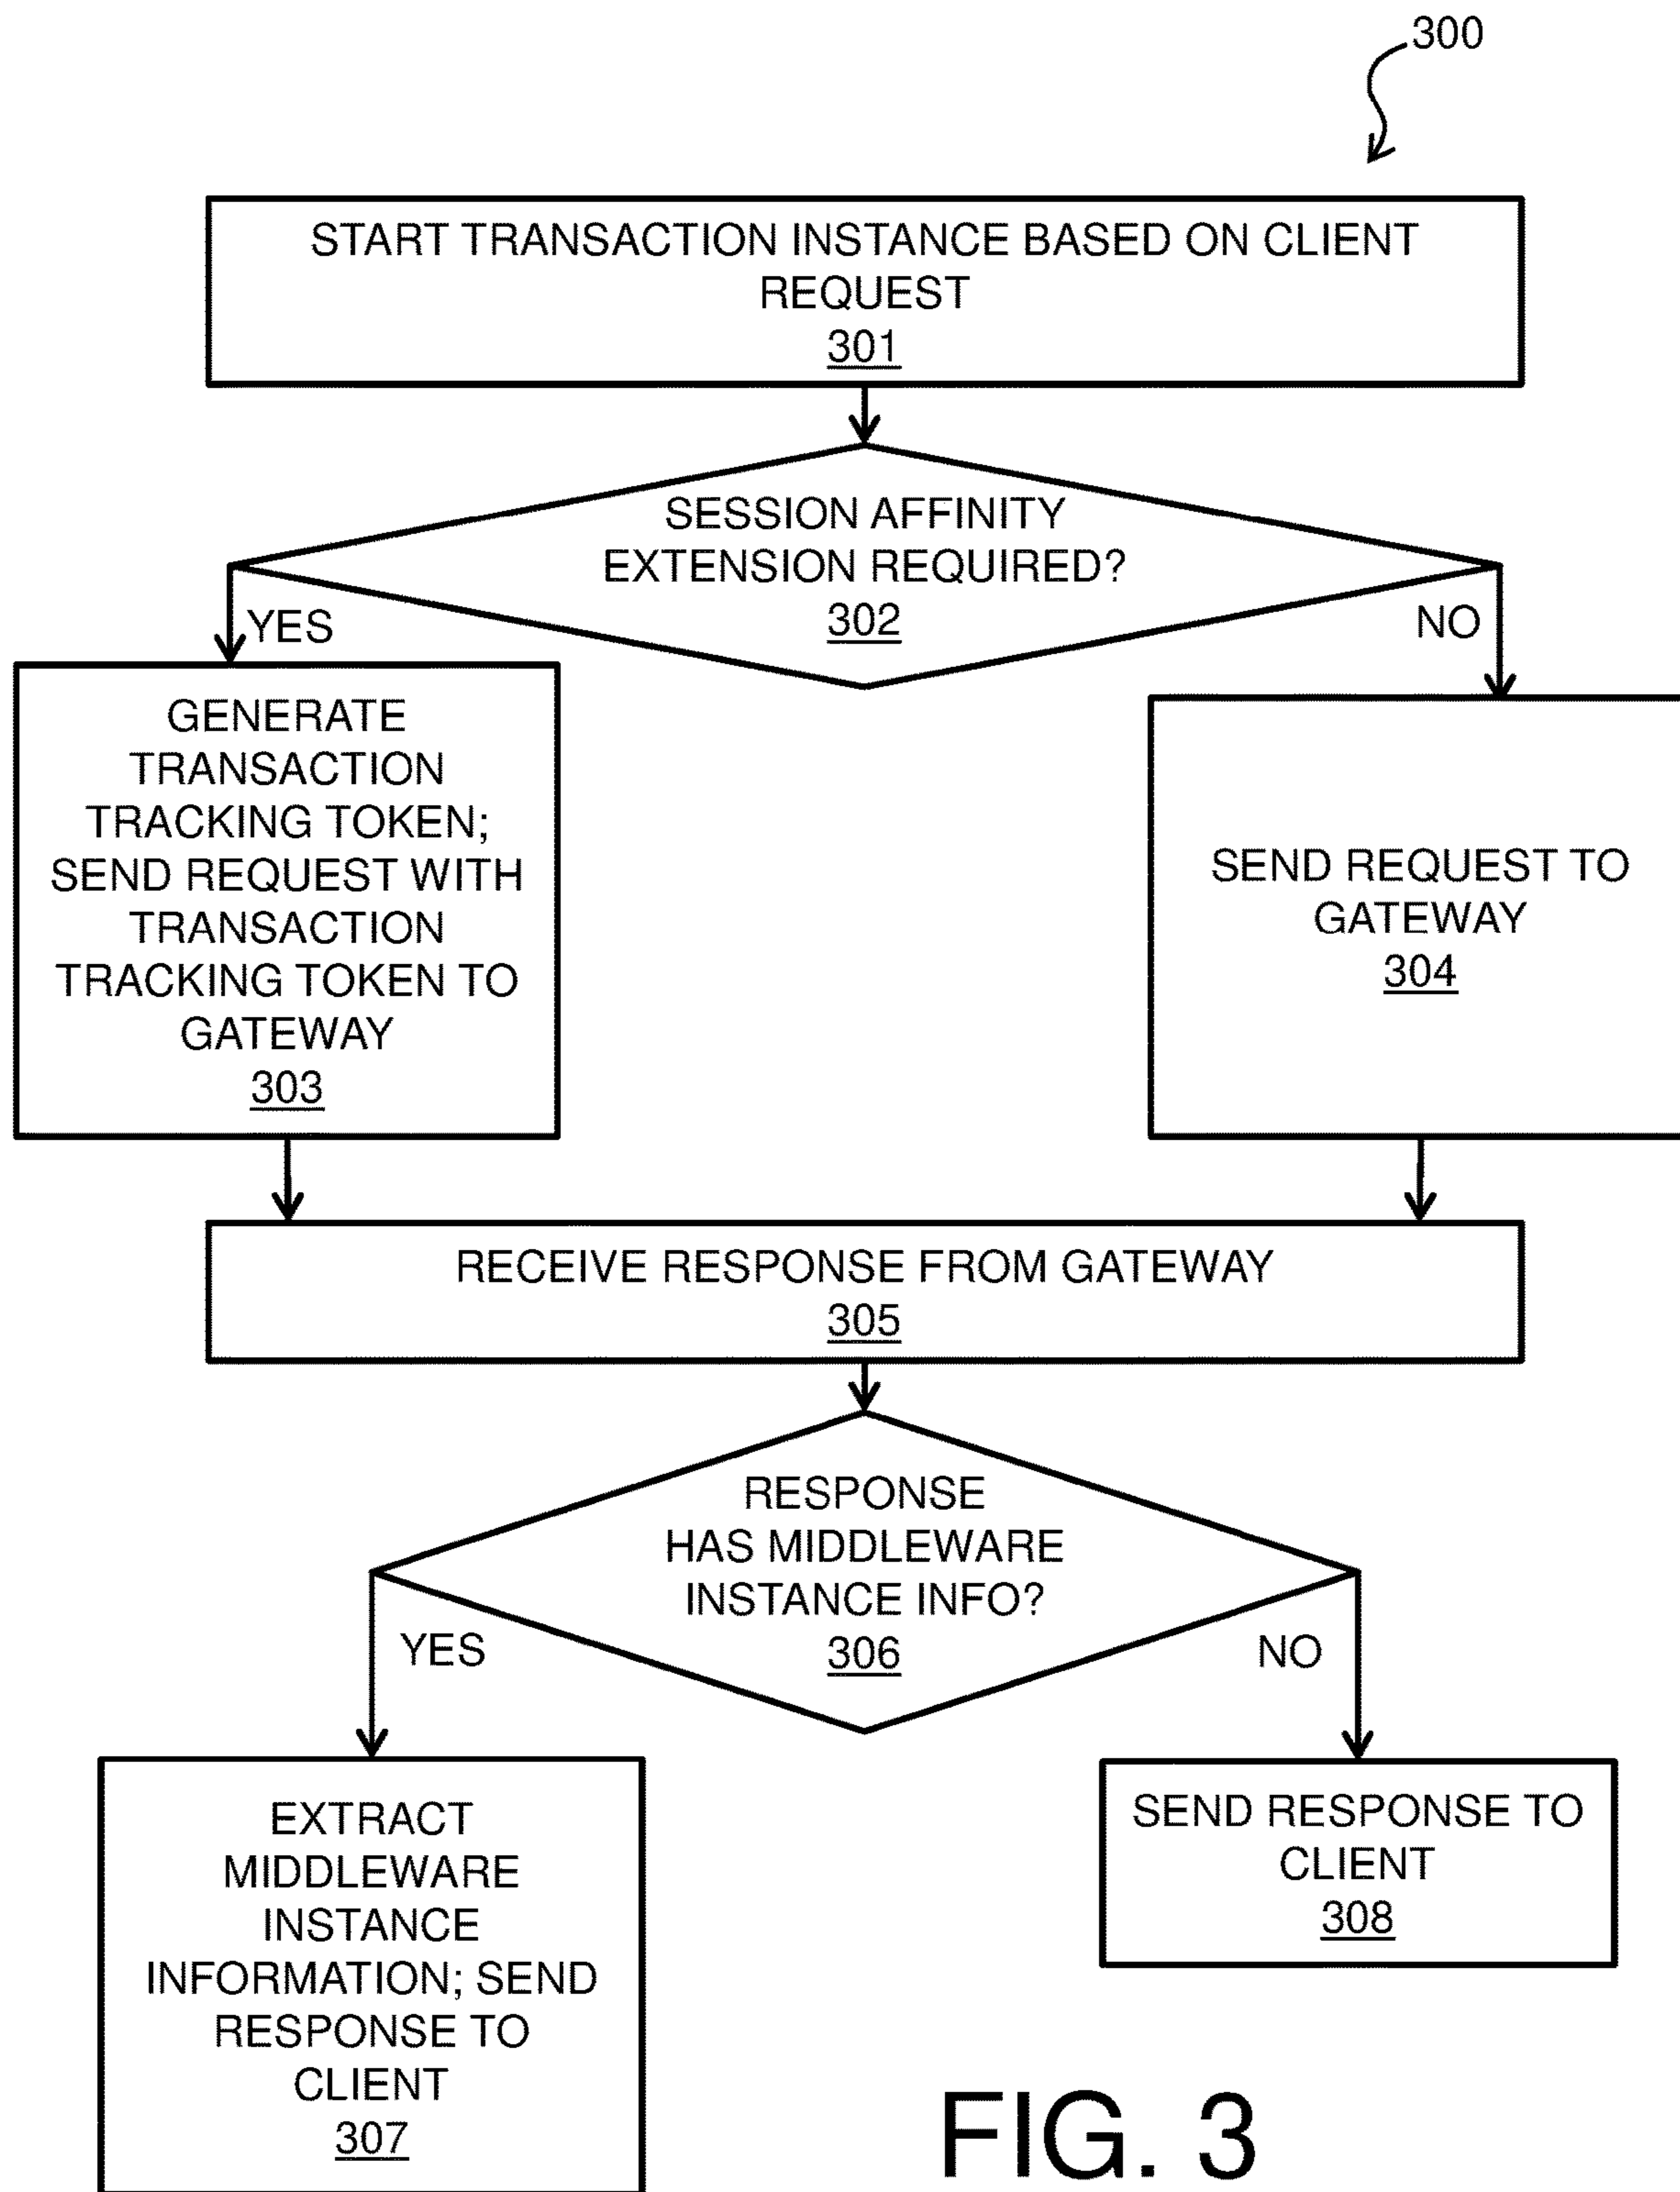 300
START TRANSACTION INSTANCE BASED ON CLIENT
REQUEST
301
SESSION AFFINITY
EXTENSION REQUIRED?
302
YES
NO
GENERATE
TRANSACTION
TRACKING TOKEN;
SEND REQUEST WITH
TRANSACTION
TRACKING TOKEN TO
GATEWAY
303
SEND REQUEST TO
GATEWAY
304
RECEIVE RESPONSE FROM GATEWAY
305
RESPONSE
HAS MIDDLEWARE
INSTANCE INFO?
306
YES
NO
EXTRACT
MIDDLEWARE
INSTANCE
INFORMATION; SEND
RESPONSE TO
CLIENT
307
SEND RESPONSE TO
CLIENT
308
FIG. 3